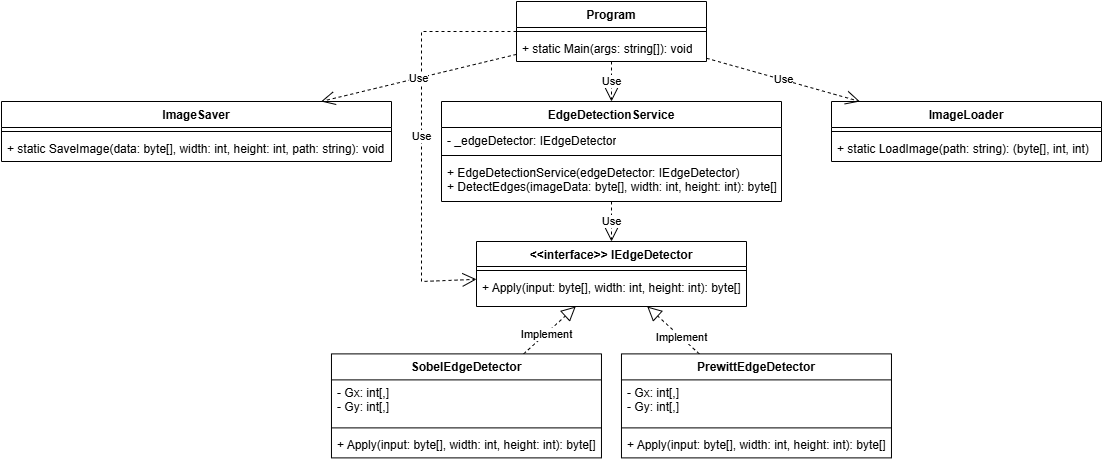 Program
+ static Main(args: string[]): void
Use
Use
Use
ImageSaver
+ static SaveImage(data: byte[], width: int, height: int, path: string): void
EdgeDetectionService
- _edgeDetector: IEdgeDetector
+ EdgeDetectionService(edgeDetector: IEdgeDetector)
+ DetectEdges(imageData: byte[], width: int, height: int): byte[]
ImageLoader
+ static LoadImage(path: string): (byte[], int, int)
Use
Use
<<interface>> IEdgeDetector
+ Apply(input: byte[], width: int, height: int): byte[]
Implement
Implement
SobelEdgeDetector
- Gx: int[,]
- Gy: int[,]
+ Apply(input: byte[], width: int, height: int): byte[]
PrewittEdgeDetector
- Gx: int[,]
- Gy: int[,]
+ Apply(input: byte[], width: int, height: int): byte[]